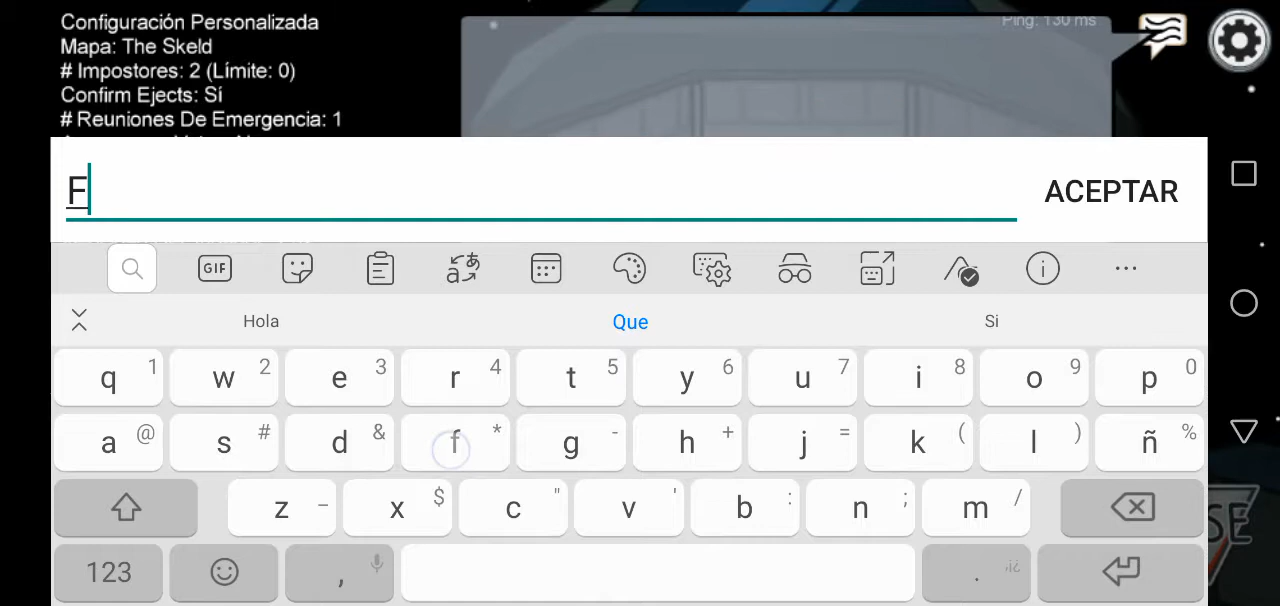 Configuración Personalizada
Ping: 130 ms
Mapa: The Skeld
# Impostores: 2 (Límite: 0)
Confirm Ejects: Sí
# Reuniones De Emergencia: 1
F
ACEPTAR
GIF
Hola Que Si
q 1 w 2 e 3 r 4 t 5 y 6 u 7 i 8 o 9 p 0
a @ s # d & f * g - h + j = k ( l ) ñ %
z _ x $ c " v ' b : n ; m /
123 , . ,i¿